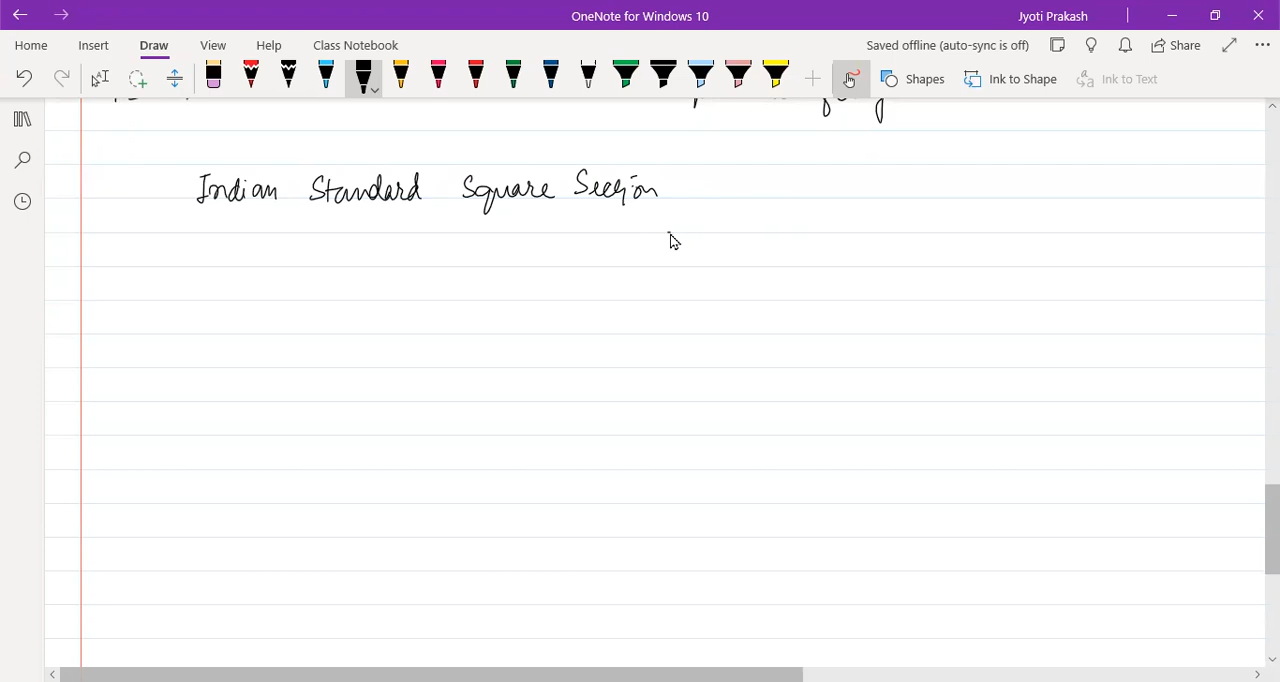 OneNote for Windows 10
Jyoti Prakash
Home Insert Draw View Help Class Notebook
Saved offline (auto-sync is off) Share
Shapes Ink to Shape Ink to Text
Indian Standard Square Section